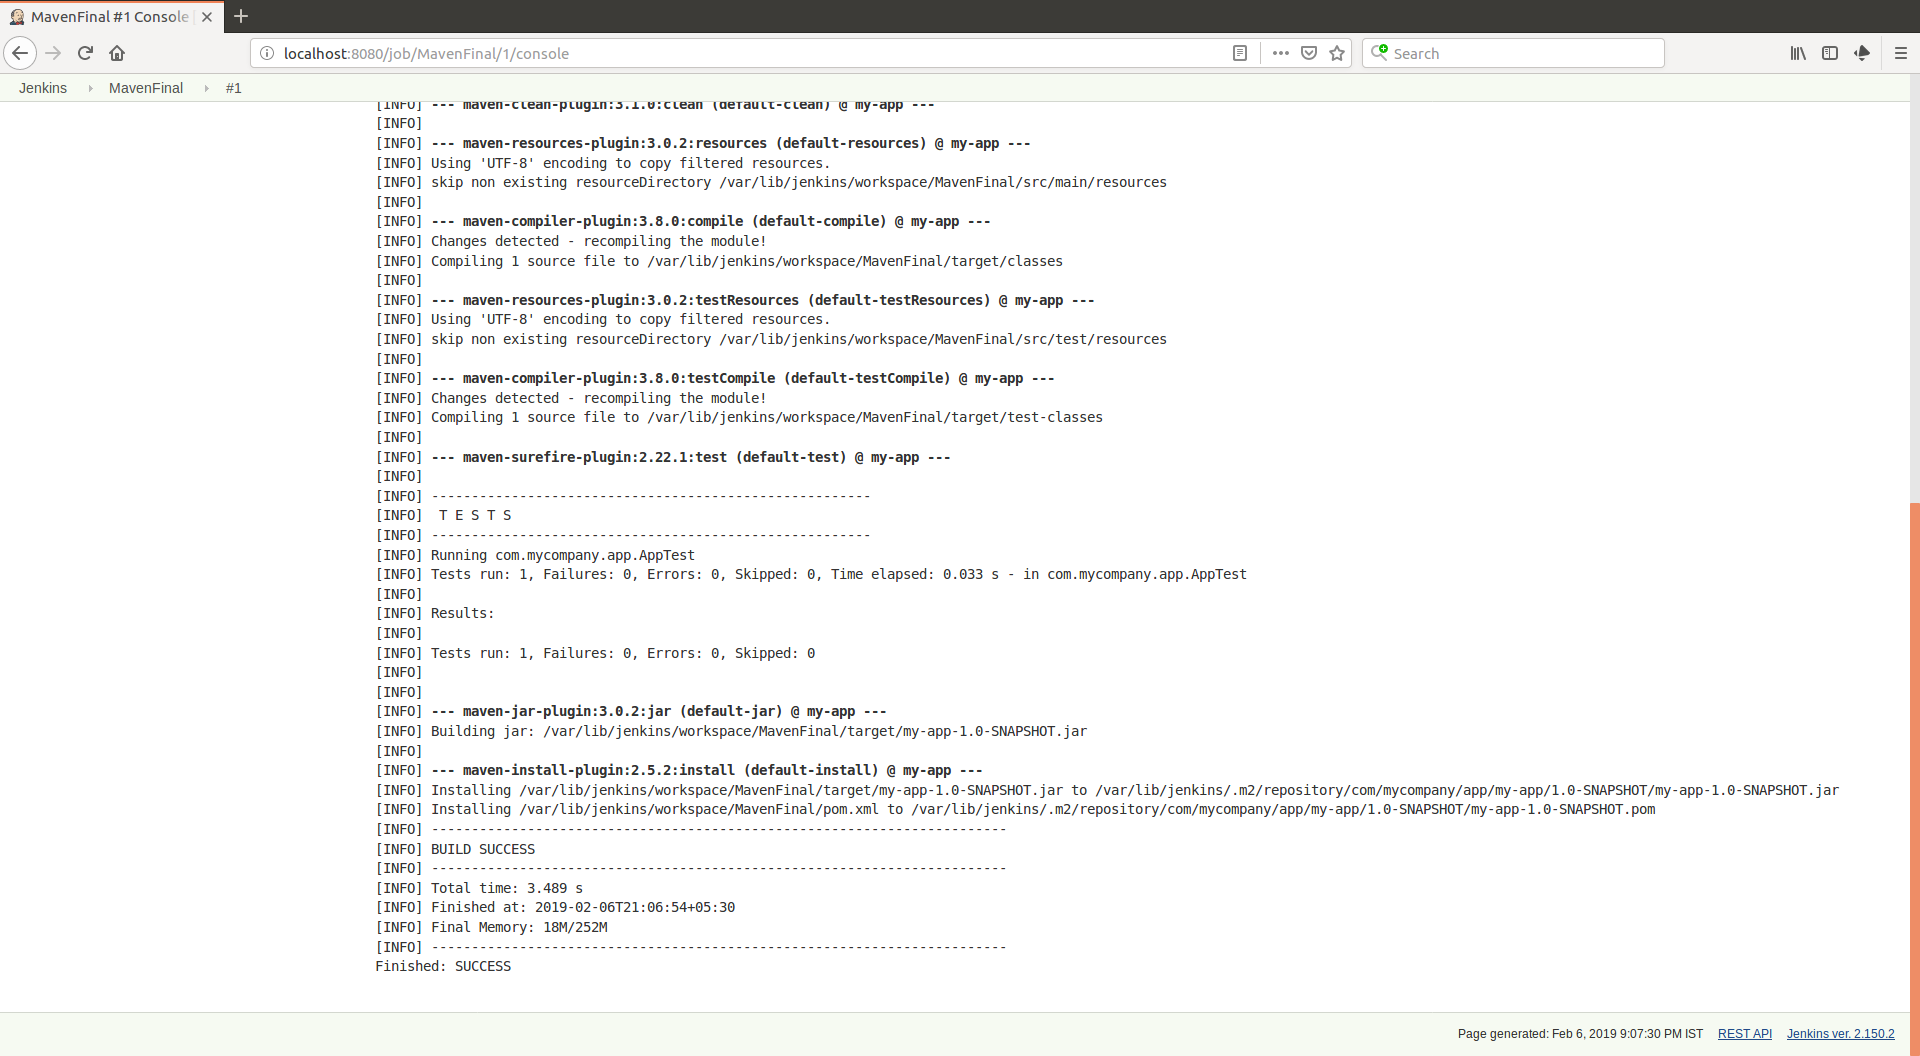 MavenFinal #1 Console
localhost:8080/job/MavenFinal/1/console
Search
Jenkins MavenFinal #1
[INFO] --- maven-clean-plugin:3.1.0:clean (default-clean) @ my-app ---
[INFO]
[INFO] --- maven-resources-plugin:3.0.2:resources (default-resources) @ my-app ---
[INFO] Using 'UTF-8' encoding to copy filtered resources.
[INFO] skip non existing resourceDirectory /var/lib/jenkins/workspace/MavenFinal/src/main/resources
[INFO]
[INFO] --- maven-compiler-plugin:3.8.0:compile (default-compile) @ my-app ---
[INFO] Changes detected - recompiling the module!
[INFO] Compiling 1 source file to /var/lib/jenkins/workspace/MavenFinal/target/classes
[INFO]
[INFO] --- maven-resources-plugin:3.0.2:testResources (default-testResources) @ my-app ---
[INFO] Using 'UTF-8' encoding to copy filtered resources.
[INFO] skip non existing resourceDirectory /var/lib/jenkins/workspace/MavenFinal/src/test/resources
[INFO]
[INFO] --- maven-compiler-plugin:3.8.0:testCompile (default-testCompile) @ my-app ---
[INFO] Changes detected - recompiling the module!
[INFO] Compiling 1 source file to /var/lib/jenkins/workspace/MavenFinal/target/test-classes
[INFO]
[INFO] --- maven-surefire-plugin:2.22.1:test (default-test) @ my-app ---
[INFO]
[INFO] -------------------------------------------------------
[INFO]  T E S T S
[INFO] -------------------------------------------------------
[INFO] Running com.mycompany.app.AppTest
[INFO] Tests run: 1, Failures: 0, Errors: 0, Skipped: 0, Time elapsed: 0.033 s - in com.mycompany.app.AppTest
[INFO]
[INFO] Results:
[INFO]
[INFO] Tests run: 1, Failures: 0, Errors: 0, Skipped: 0
[INFO]
[INFO]
[INFO] --- maven-jar-plugin:3.0.2:jar (default-jar) @ my-app ---
[INFO] Building jar: /var/lib/jenkins/workspace/MavenFinal/target/my-app-1.0-SNAPSHOT.jar
[INFO]
[INFO] --- maven-install-plugin:2.5.2:install (default-install) @ my-app ---
[INFO] Installing /var/lib/jenkins/workspace/MavenFinal/target/my-app-1.0-SNAPSHOT.jar to /var/lib/jenkins/.m2/repository/com/mycompany/app/my-app/1.0-SNAPSHOT/my-app-1.0-SNAPSHOT.jar
[INFO] Installing /var/lib/jenkins/workspace/MavenFinal/pom.xml to /var/lib/jenkins/.m2/repository/com/mycompany/app/my-app/1.0-SNAPSHOT/my-app-1.0-SNAPSHOT.pom
[INFO] ------------------------------------------------------------------------
[INFO] BUILD SUCCESS
[INFO] ------------------------------------------------------------------------
[INFO] Total time: 3.489 s
[INFO] Finished at: 2019-02-06T21:06:54+05:30
[INFO] Final Memory: 18M/252M
[INFO] ------------------------------------------------------------------------
Finished: SUCCESS
Page generated: Feb 6, 2019 9:07:30 PM IST REST API Jenkins ver. 2.150.2